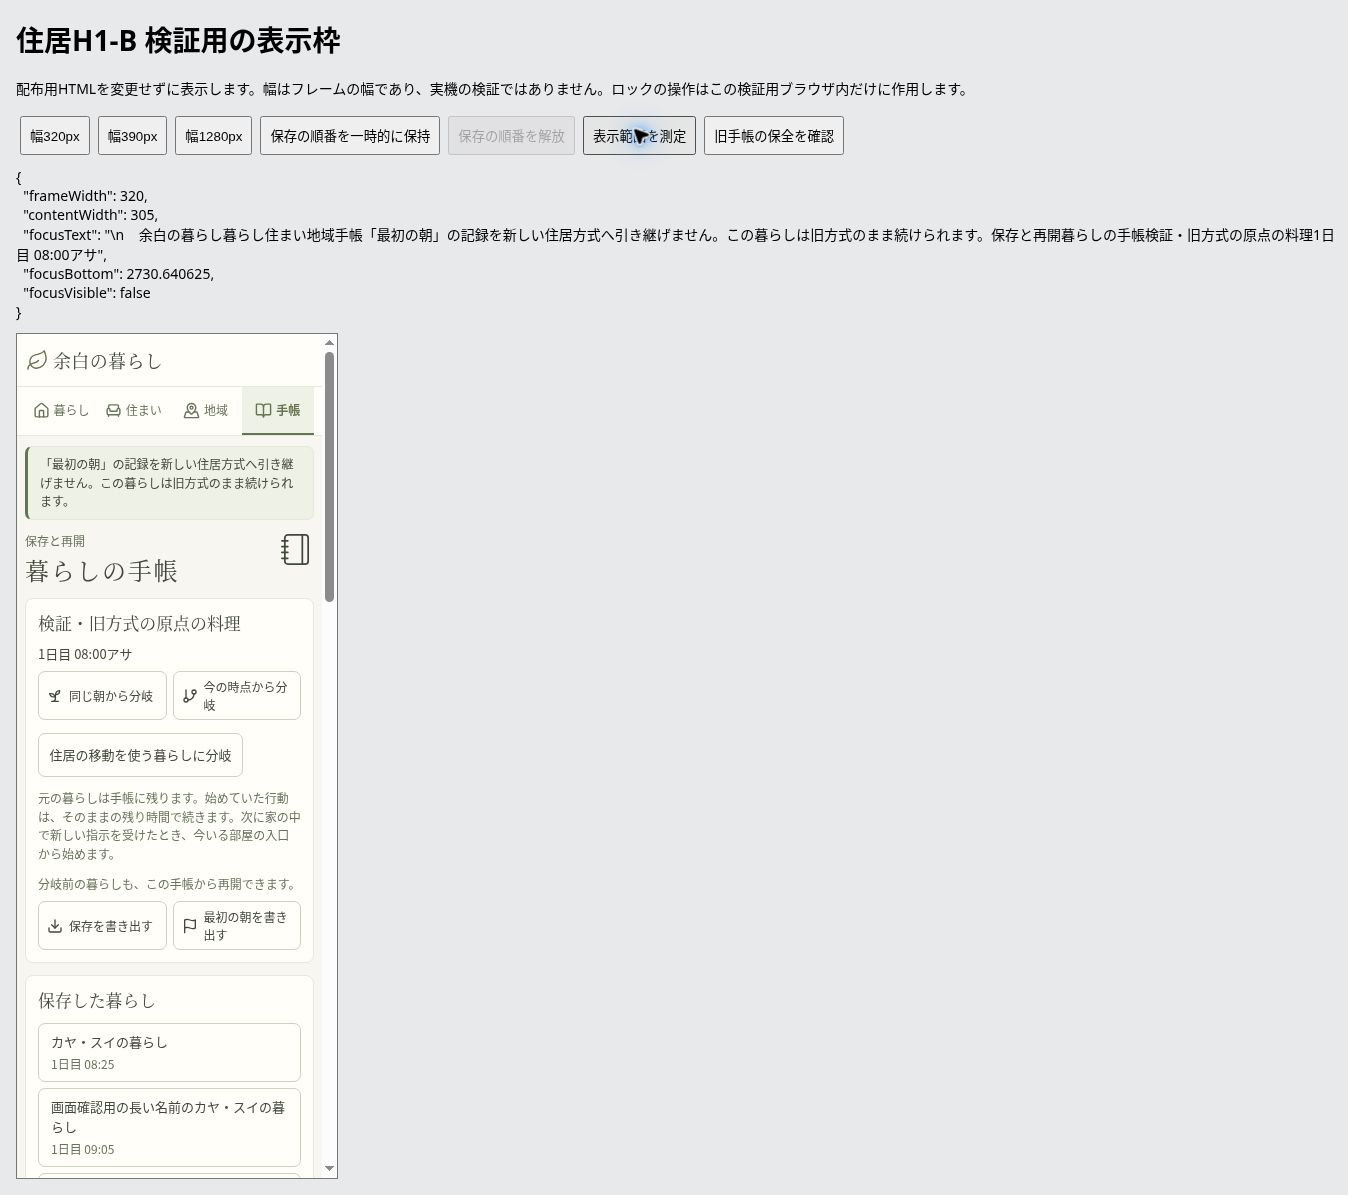 住居H1-B 検証用の表示枠
配布用HTMLを変更せずに表示します。幅はフレームの幅であり、実機の検証ではありません。ロックの操作はこの検証用ブラウザ内だけに作用します。
幅320px 幅390px 幅1280px 保存の順番を一時的に保持 保存の順番を解放 表示範囲を測定 旧手帳の保全を確認
{
"frameWidth": 320,
"contentWidth": 305,
"focusText": "\n　余白の暮らし暮らし住まい地域手帳「最初の朝」の記録を新しい住居方式へ引き継げません。この暮らしは旧方式のまま続けられます。保存と再開暮らしの手帳検証・旧方式の原点の料理1日
目 08:00アサ",
"focusBottom": 2730.640625,
"focusVisible": false
}
余白の暮らし
暮らし 住まい 地域 手帳
「最初の朝」の記録を新しい住居方式へ引き継
げません。この暮らしは旧方式のまま続けられ
ます。
保存と再開
暮らしの手帳
検証・旧方式の原点の料理
1日目 08:00アサ
同じ朝から分岐
今の時点から分
岐
住居の移動を使う暮らしに分岐
元の暮らしは手帳に残ります。始めていた行動
は、そのままの残り時間で続きます。次に家の中
で新しい指示を受けたとき、今いる部屋の入口
から始めます。
分岐前の暮らしも、この手帳から再開できます。
保存を書き出す
最初の朝を書き
出す
保存した暮らし
カヤ・スイの暮らし
1日目 08:25
画面確認用の長い名前のカヤ・スイの暮
らし
1日目 09:05